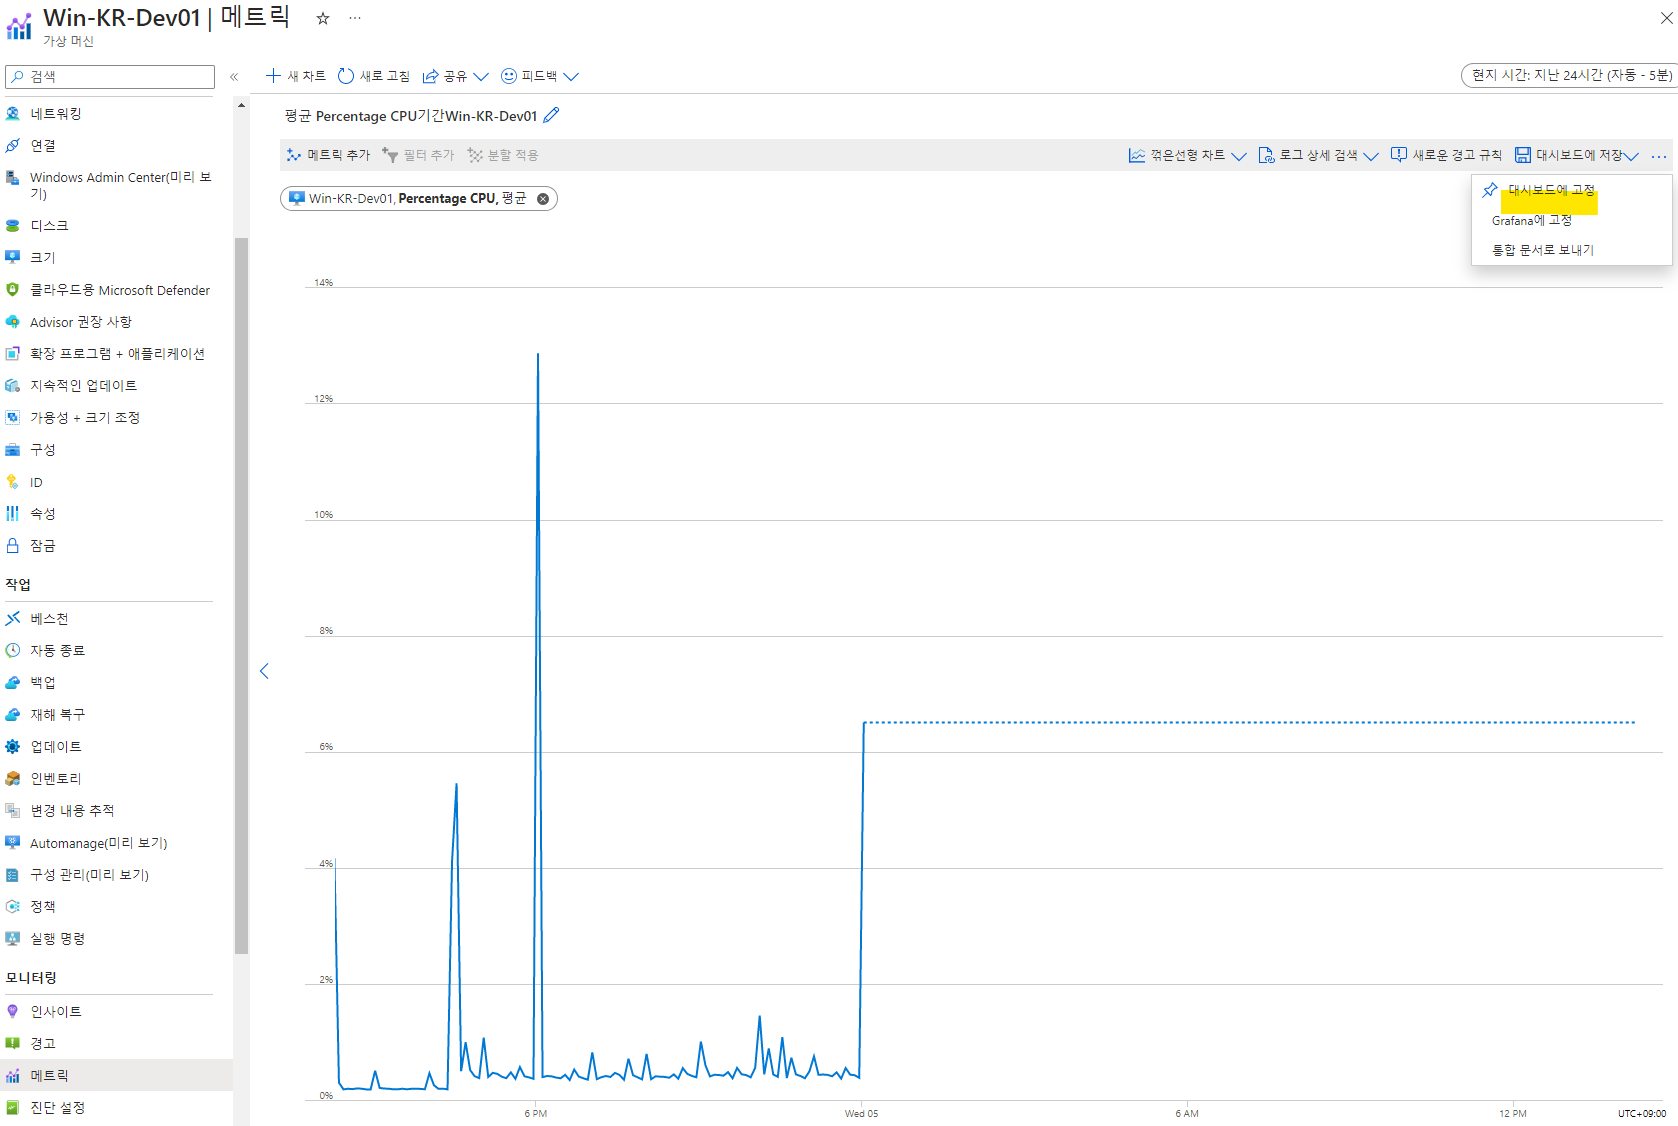 Win-KR-Dev01 | 메트릭
가상 머신
검색
새 차트
새로 고침
공유
피드백
현지 시간: 지난 24시간 (자동 - 5분)
네트워킹
연결
Windows Admin Center(미리 보
기)
디스크
크기
클라우드용 Microsoft Defender
Advisor 권장 사항
확장 프로그램 + 애플리케이션
지속적인 업데이트
가용성 + 크기 조정
구성
ID
속성
잠금
작업
베스천
자동 종료
백업
재해 복구
업데이트
인벤토리
변경 내용 추적
Automanage(미리 보기)
구성 관리(미리 보기)
정책
실행 명령
모니터링
인사이트
경고
메트릭
진단 설정
평균 Percentage CPU기간Win-KR-Dev01
메트릭 추가
필터 추가
분할 적용
꺾은선형 차트
로그 상세 검색
새로운 경고 규칙
대시보드에 저장
Win-KR-Dev01, Percentage CPU, 평균
대시보드에 고정
Grafana에 고정
통합 문서로 보내기
14%
12%
10%
8%
6%
4%
2%
0%
6 PM
Wed 05
6 AM
12 PM
UTC+09:00